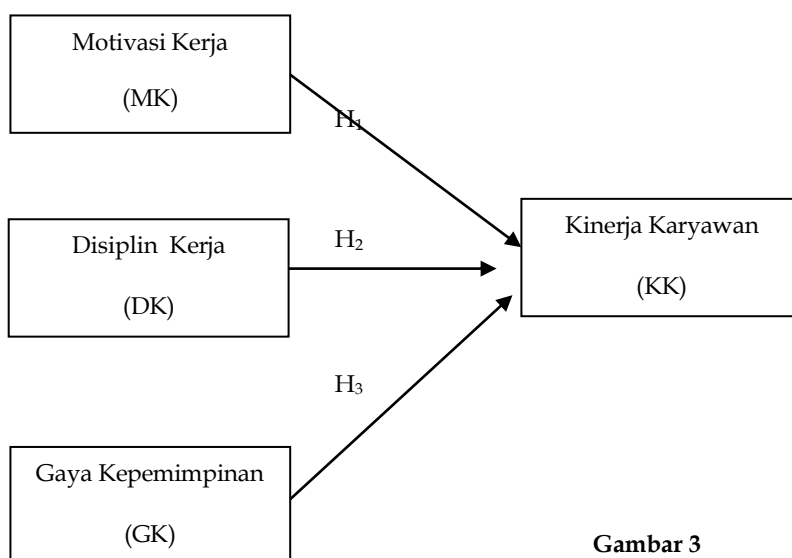 Motivasi Kerja
(MK)
H₁
Kinerja Karyawan
(KK)
Disiplin  Kerja
(DK)
H₂
H₃
Gaya Kepemimpinan
(GK)
Gambar 3